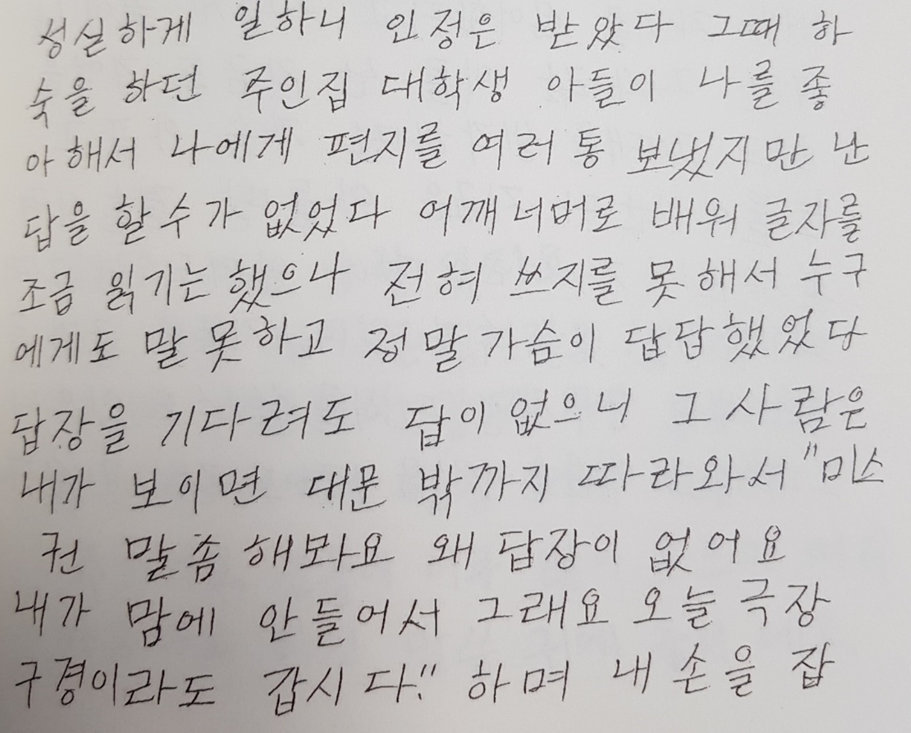 성실하게 일하니 인정은 받았다 그때 하
숙을 하던 주인집 대학생 아들이 나를 좋
아해서 나에게 편지를 여러 통 보냈지만 난
답을 할수가 없었다 어깨너머로 배워 글자를
조금 읽기는 했으나 전혀 쓰지를 못해서 누구
에게도 말 못하고 정말 가슴이 답답했었다
답장을 기다려도 답이 없으니 그 사람은
내가 보이면 대문 밖까지 따라와서 "미스
권 말좀 해봐요 왜 답장이 없어요
내가 맘에 안들어서 그래요 오늘 극장
구경이라도 갑시다." 하며 내 손을 잡